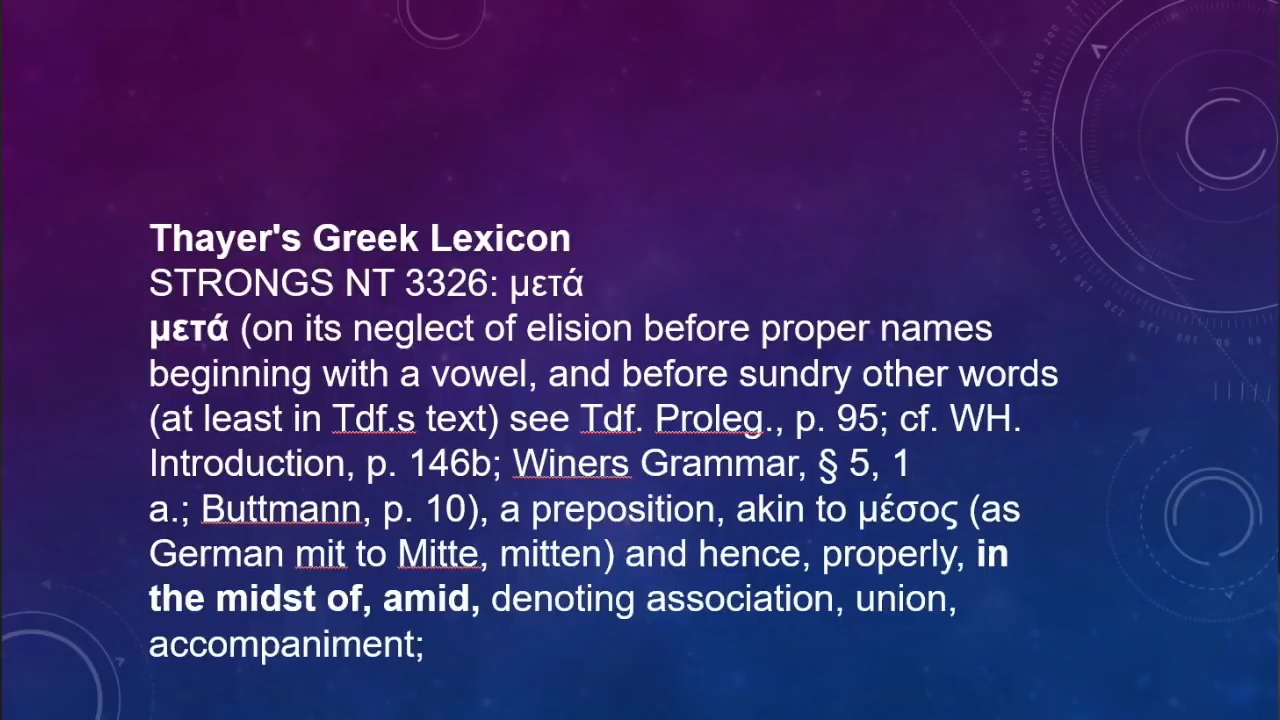 Thayer's Greek Lexicon
STRONGS NT 3326: μετά
μετά (on its neglect of elision before proper names
beginning with a vowel, and before sundry other words
(at least in Tdf.s text) see Tdf. Proleg., p. 95; cf. WH.
Introduction, p. 146b; Winers Grammar, § 5, 1
a.; Buttmann, p. 10), a preposition, akin to μέσος (as
German mit to Mitte, mitten) and hence, properly, in
the midst of, amid, denoting association, union,
accompaniment;